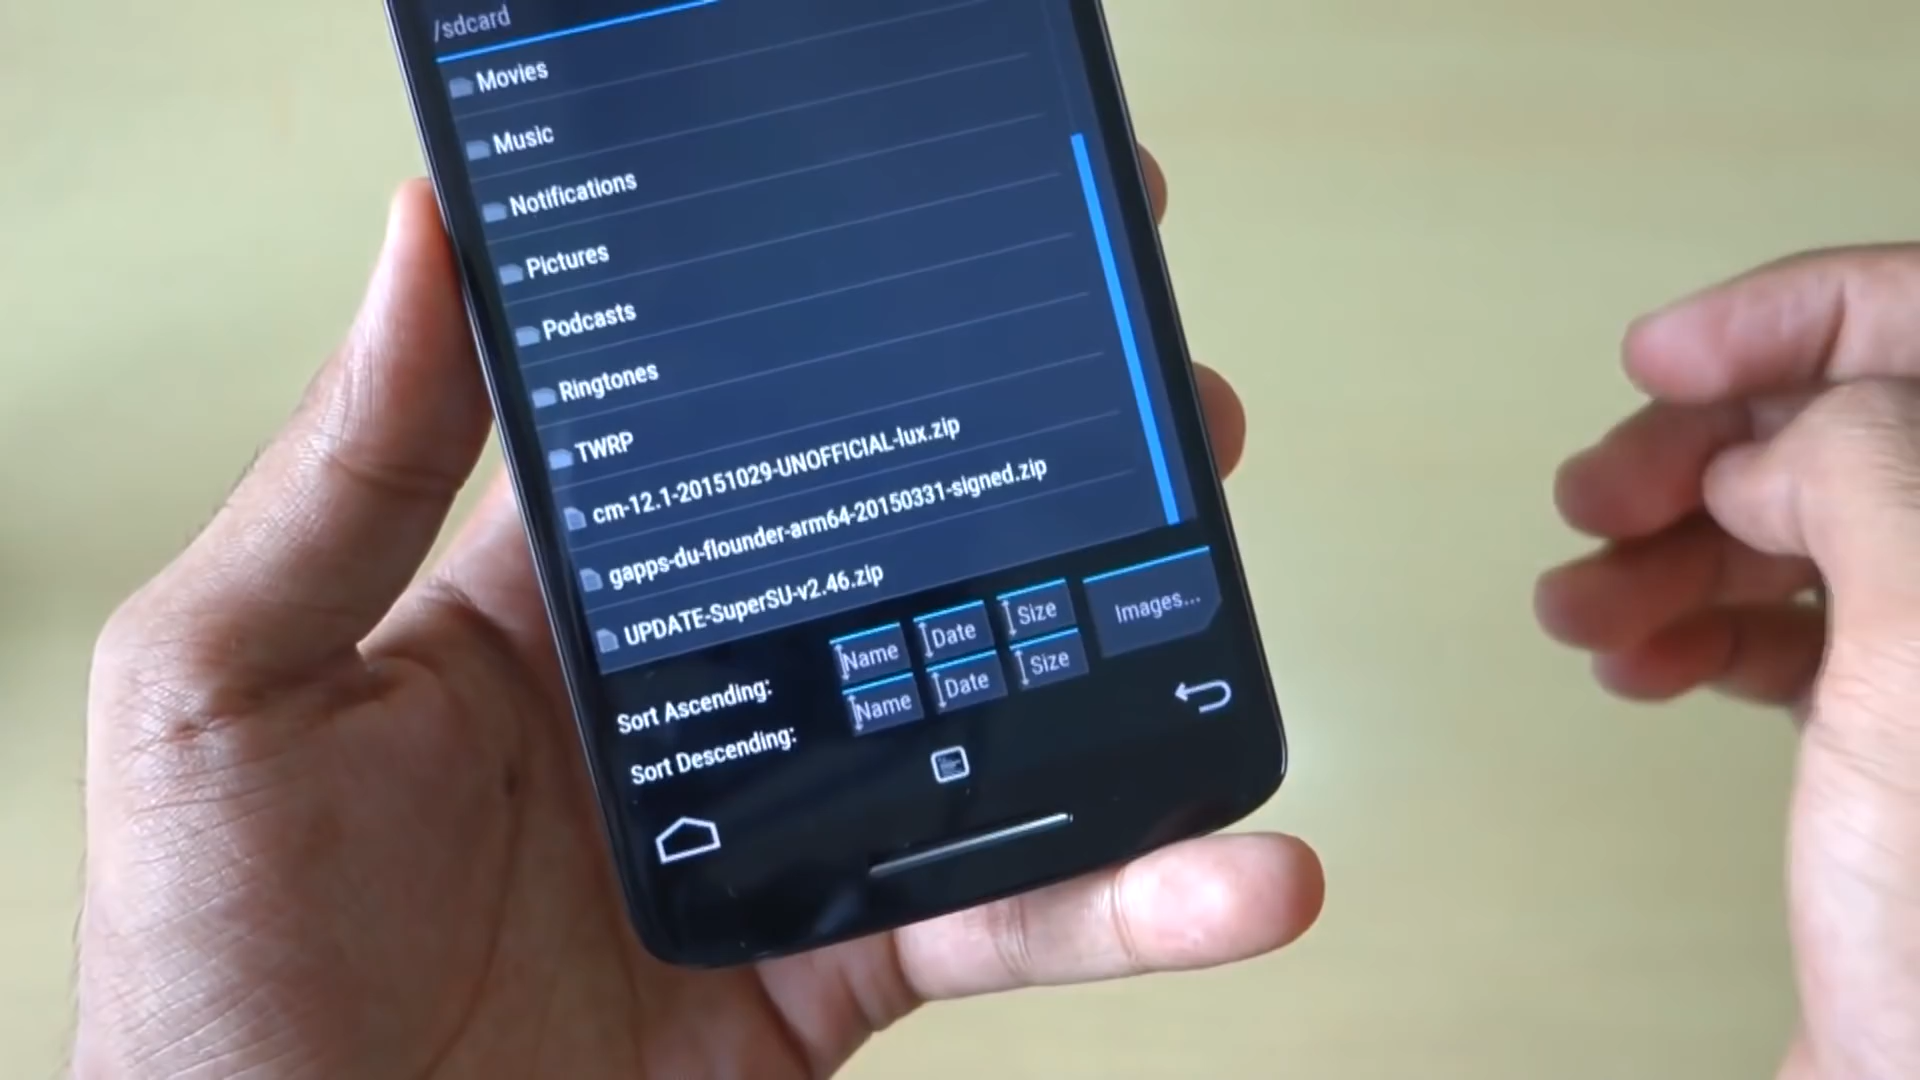 /sdcard
Movies
Music
Notifications
Pictures
Podcasts
Ringtones
TWRP
cm-12.1-20151029-UNOFFICIAL-lux.zip
gapps-du-flounder-arm64-20150331-signed.zip
UPDATE-SuperSU-v2.46.zip
Sort Ascending: Name Date Size Images...
Sort Descending: Name Date Size